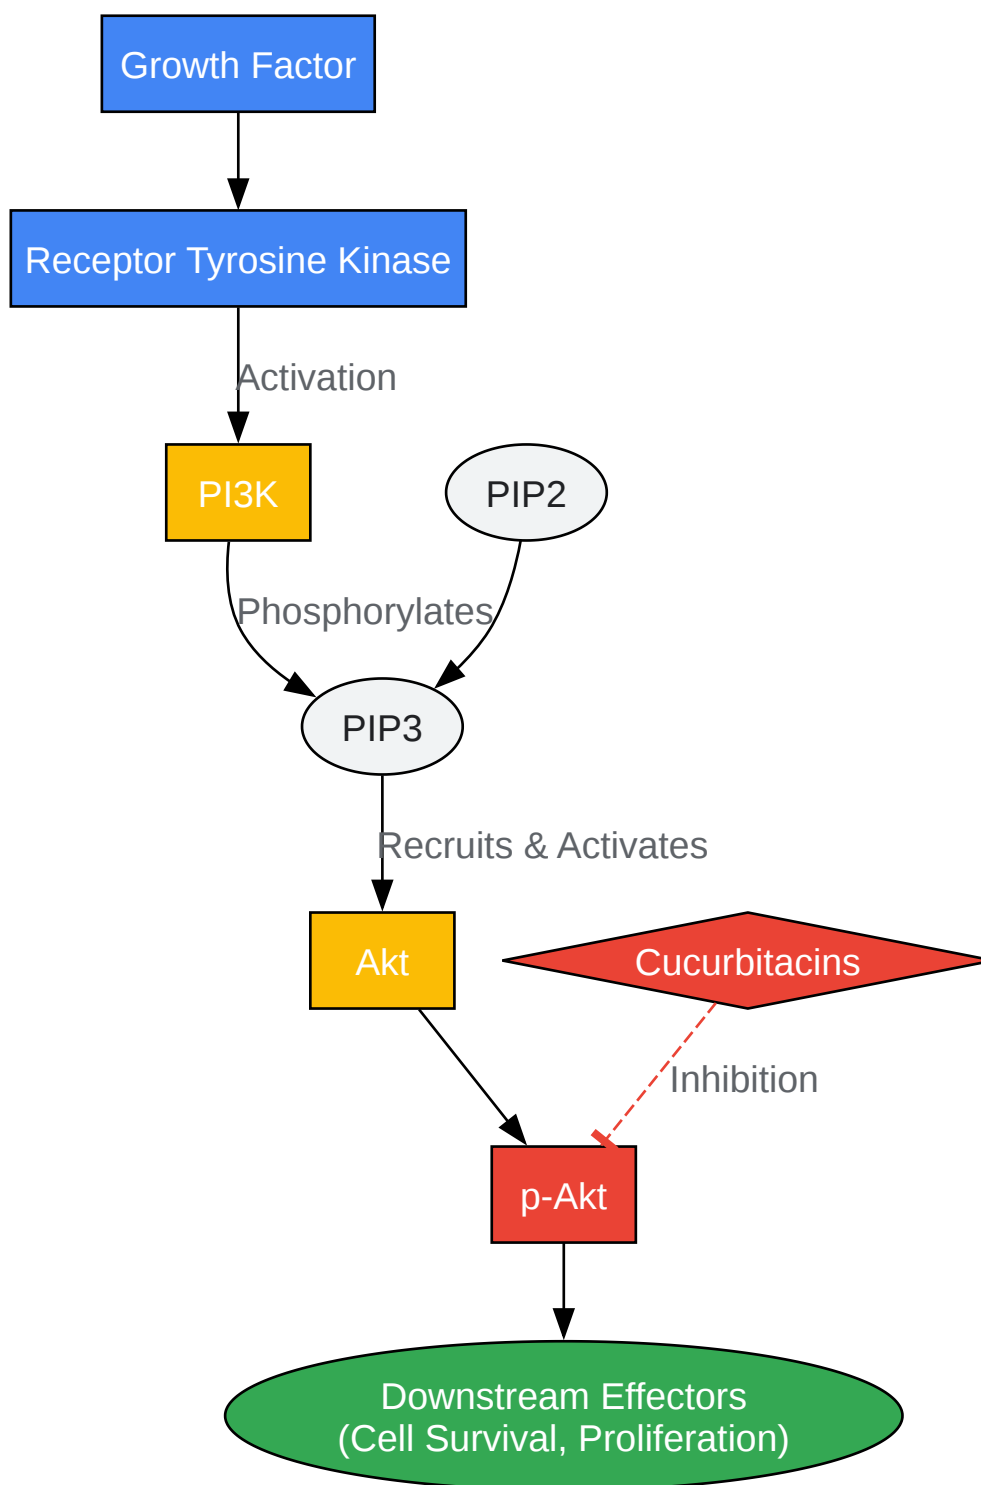 Growth Factor
Receptor Tyrosine Kinase
Activation
PI3K
PIP2
Phosphorylates
PIP3
Recruits & Activates
Akt
Cucurbitacins
Inhibition
p-Akt
Downstream Effectors
(Cell Survival, Proliferation)